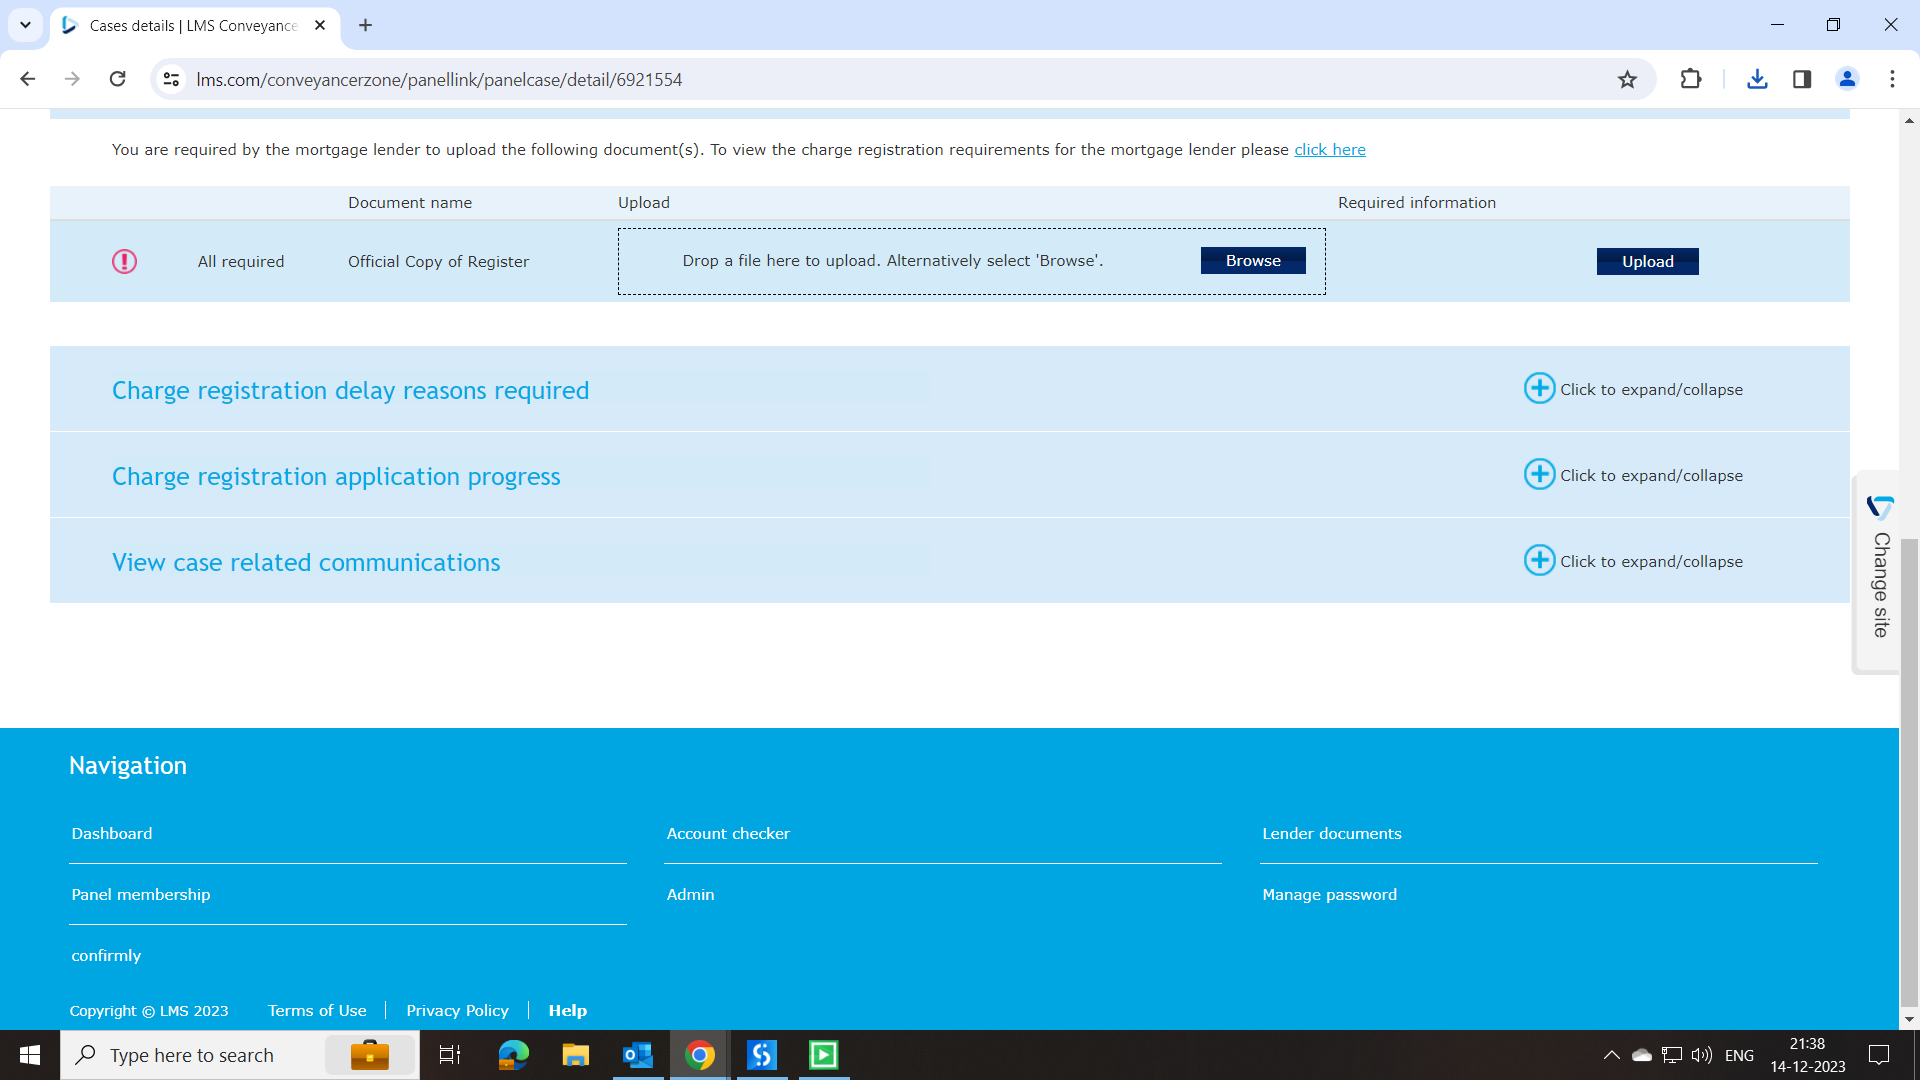 Cases details | LMS Conveyance
lms.com/conveyancerzone/panellink/panelcase/detail/6921554
You are required by the mortgage lender to upload the following document(s). To view the charge registration requirements for the mortgage lender please click here
Document name Upload Required information
All required Official Copy of Register Drop a file here to upload. Alternatively select 'Browse'. Browse Upload
Charge registration delay reasons required Click to expand/collapse
Charge registration application progress Click to expand/collapse
View case related communications Click to expand/collapse
Change site
Navigation
Dashboard Account checker Lender documents
Panel membership Admin Manage password
confirmly
Copyright © LMS 2023 Terms of Use Privacy Policy Help
Type here to search
ENG
21:38
14-12-2023